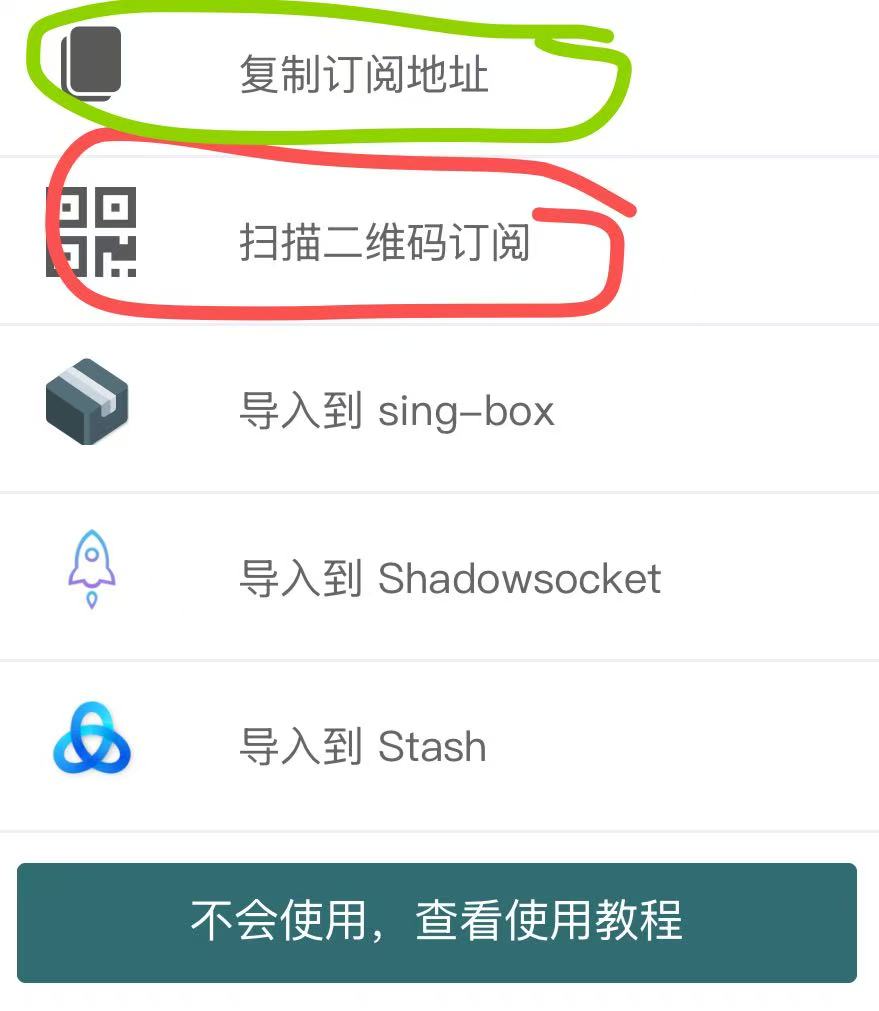 复制订阅地址
扫描二维码订阅
导入到 sing-box
导入到 Shadowsocket
导入到 Stash
不会使用，查看使用教程